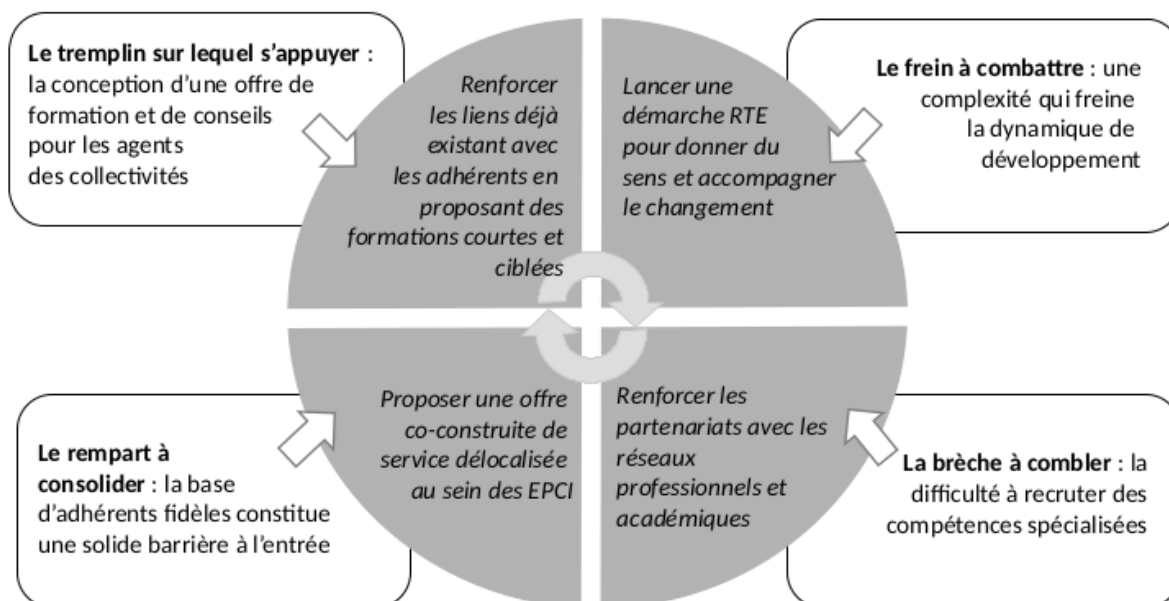 Le tremplin sur lequel s'appuyer :
la conception d'une offre de
formation et de conseils
pour les agents
des collectivités
Renforcer
les liens déjà
existant avec
les adhérents en
proposant des
formations courtes et
ciblées
Lancer une
démarche RTE
pour donner du
sens et accompagner
le changement
Le frein à combattre : une
complexité qui freine
la dynamique de
développement
Le rempart à
consolider : la base
d'adhérents fidèles constitue
une solide barrière à l'entrée
Proposer une offre
co-construite de
service délocalisée
au sein des EPCI
Renforcer les
partenariats avec les
réseaux
professionnels et
académiques
La brèche à combler : la
difficulté à recruter des
compétences spécialisées